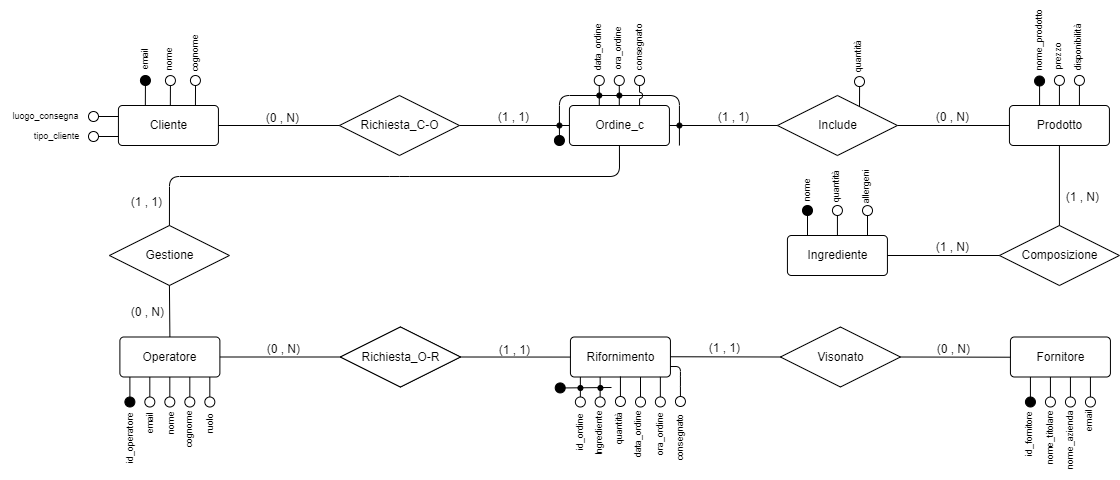 email
nome
cognome
luogo_consegna
tipo_cliente
Cliente
(0 , N)
Richiesta_C-O
(1 , 1)
data_ordine
ora_ordine
consegnato
Ordine_c
(1 , 1)
quantità
Include
(0 , N)
nome_prodotto
prezzo
disponibilità
Prodotto
(1 , 1)
Gestione
(0 , N)
nome
quantità
allergeni
Ingrediente
(1 , N)
(1 , N)
Composizione
Operatore
id_operatore
email
nome
cognome
ruolo
(0 , N)
Richiesta_O-R
(1 , 1)
Rifornimento
id_ordine
Ingrediente
quantità
data_ordine
ora_ordine
consegnato
(1 , 1)
Visonato
(0 , N)
Fornitore
id_fornitore
nome_titolare
nome_azienda
email